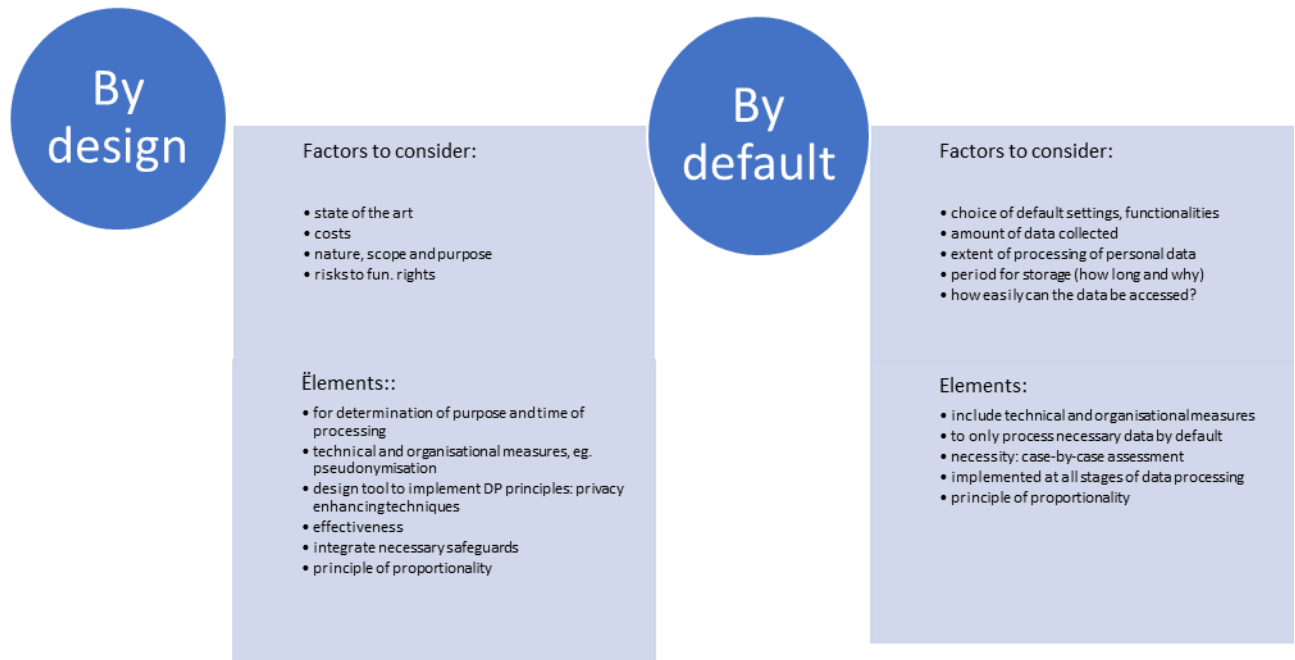 By
design
Factors to consider:
• state of the art
• costs
• nature, scope and purpose
• risks to fun. rights
Ëlements::
• for determination of purpose and time of
processing
• technical and organisational measures, eg.
pseudonymisation
• design tool to implement DP principles: privacy
enhancing techniques
• effectiveness
• integrate necessary safeguards
• principle of proportionality
By
default
Factors to consider:
• choice of default settings, functionalities
• amount of data collected
• extent of processing of personal data
• period for storage (how long and why)
• how easily can the data be accessed?
Elements:
• include technical and organisational measures
• to only process necessary data by default
• necessity: case-by-case assessment
• implemented at all stages of data processing
• principle of proportionality